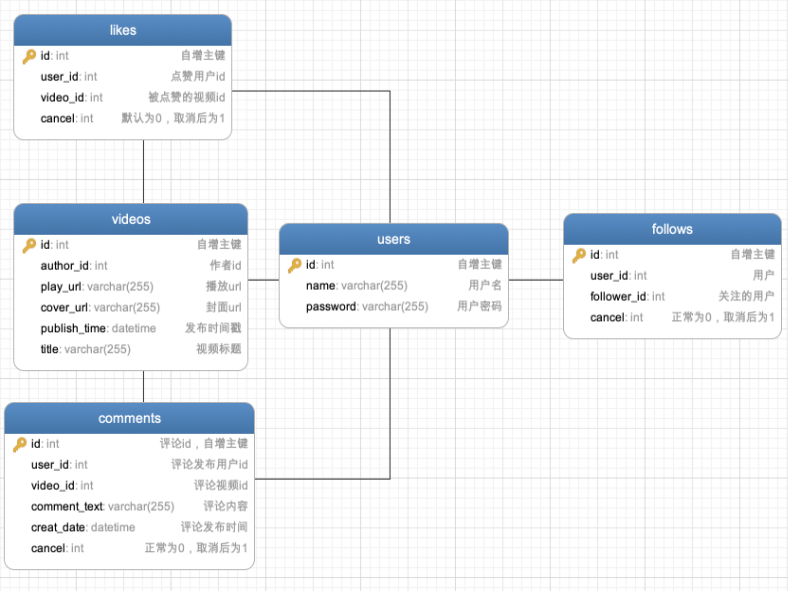 likes
id: int 自增主键
user_id: int 点赞用户id
video_id: int 被点赞的视频id
cancel: int 默认为0，取消后为1
videos
id: int 自增主键
author_id: int 作者id
play_url: varchar(255) 播放url
cover_url: varchar(255) 封面url
publish_time: datetime 发布时间戳
title: varchar(255) 视频标题
users
id: int 自增主键
name: varchar(255) 用户名
password: varchar(255) 用户密码
follows
id: int 自增主键
user_id: int 用户
follower_id: int 关注的用户
cancel: int 正常为0，取消后为1
comments
id: int 评论id，自增主键
user_id: int 评论发布用户id
video_id: int 评论视频id
comment_text: varchar(255) 评论内容
creat_date: datetime 评论发布时间
cancel: int 正常为0，取消后为1